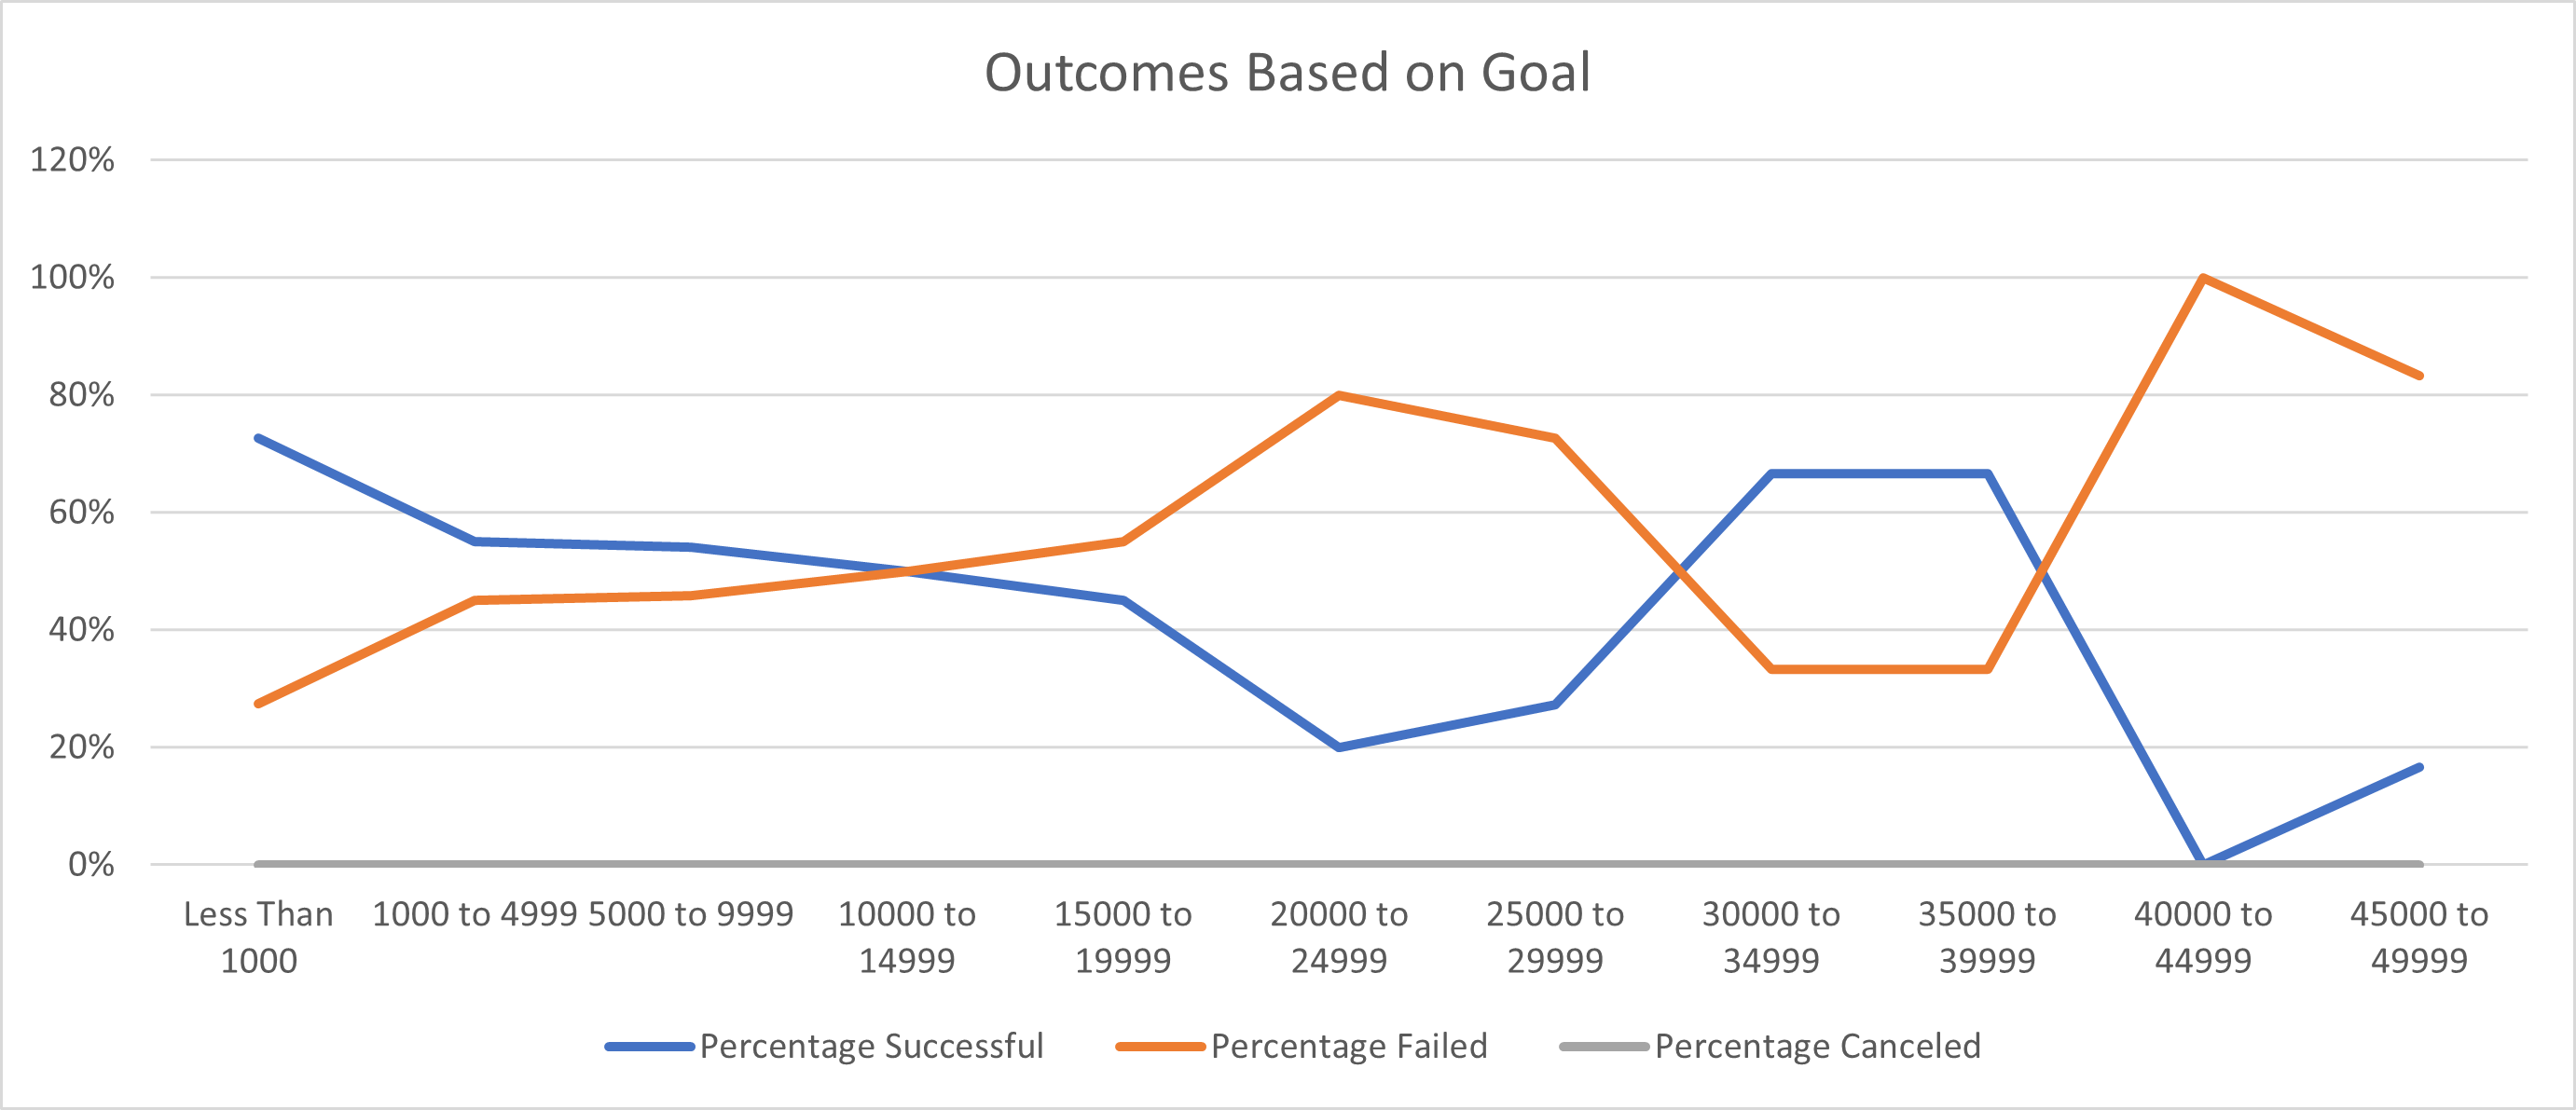 Outcomes Based on Goal
120%
100%
80%
60%
40%
20%
0%
Less Than
1000
1000 to 4999
5000 to 9999
10000 to
14999
15000 to
19999
20000 to
24999
25000 to
29999
30000 to
34999
35000 to
39999
40000 to
44999
45000 to
49999
Percentage Successful
Percentage Failed
Percentage Canceled